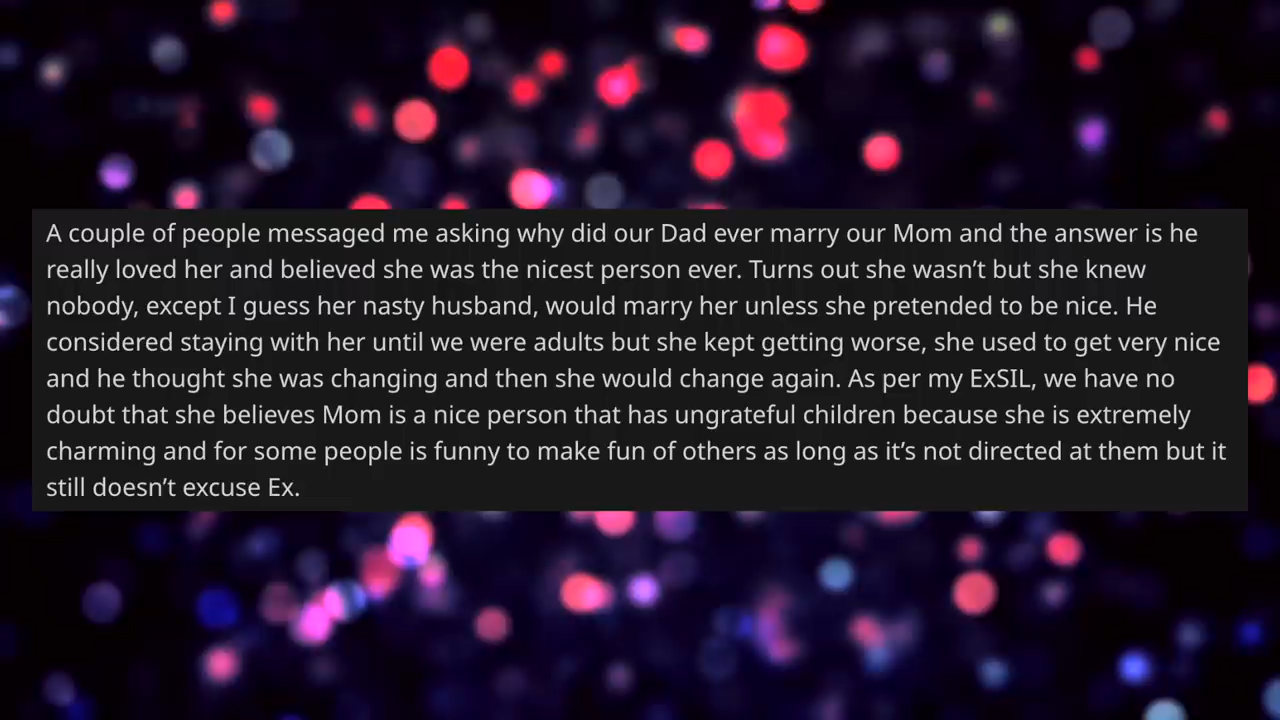 A couple of people messaged me asking why did our Dad ever marry our Mom and the answer is he
really loved her and believed she was the nicest person ever. Turns out she wasn’t but she knew
nobody, except I guess her nasty husband, would marry her unless she pretended to be nice. He
considered staying with her until we were adults but she kept getting worse, she used to get very nice
and he thought she was changing and then she would change again. As per my ExSIL, we have no
doubt that she believes Mom is a nice person that has ungrateful children because she is extremely
charming and for some people is funny to make fun of others as long as it’s not directed at them but it
still doesn’t excuse Ex.